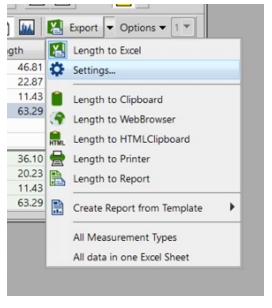 Export Options 1
gth Length to Excel
46.81 Settings...
22.87
11.43 Length to Clipboard
63.29 Length to WebBrowser
HTML Length to HTMLClipboard
36.10 Length to Printer
20.23 Length to Report
11.43
63.29 Create Report from Template
All Measurement Types
All data in one Excel Sheet